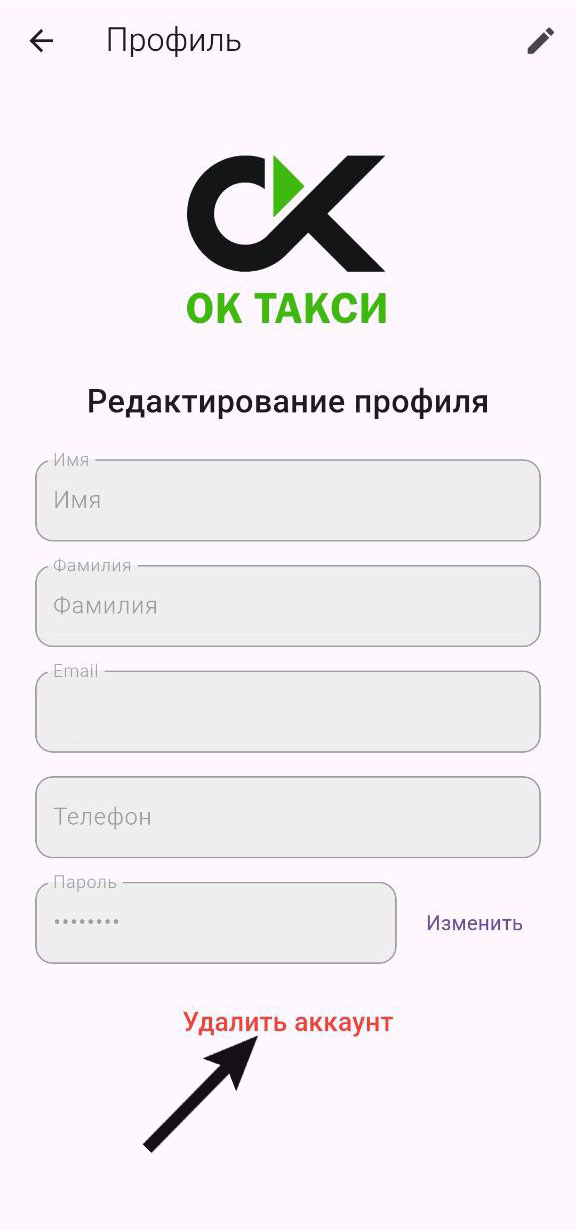 Профиль
ОК ТАКСИ
Редактирование профиля
Имя
Имя
Фамилия
Фамилия
Email
Телефон
Пароль
••••••••
Изменить
Удалить аккаунт